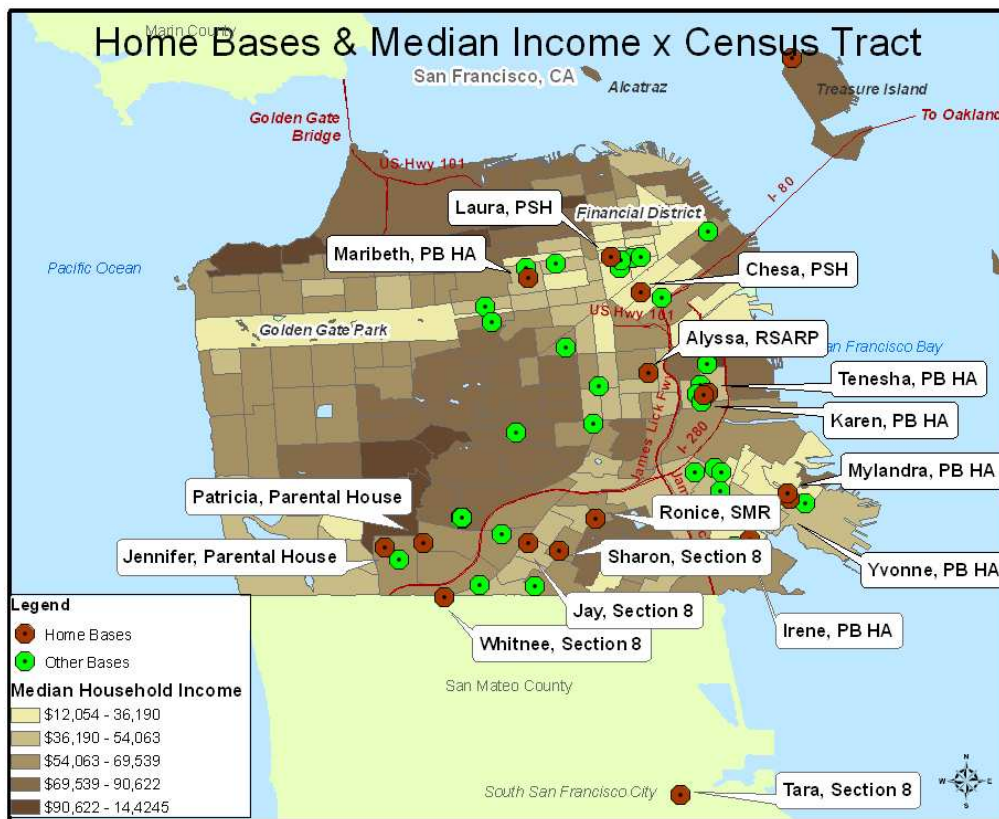 Marin County
Home Bases & Median Income x Census Tract
San Francisco, CA
Alcatraz
Treasure Island
Golden Gate
Bridge
To Oakland
US Hwy 101
I- 80
Laura, PSH
Financial District
Maribeth, PB HA
Pacific Ocean
Chesa, PSH
US Hwy 101
Golden Gate Park
Alyssa, RSARP
an Francisco Bay
Tenesha, PB HA
James Lick Fwy
Karen, PB HA
I- 280
Mylandra, PB HA
Patricia, Parental House
Ronice, SMR
Jennifer, Parental House
Sharon, Section 8
Yvonne, PB HA
Jay, Section 8
Irene, PB HA
Whitnee, Section 8
Legend
Home Bases
Other Bases
San Mateo County
Median Household Income
$12,054 - 36,190
$36,190 - 54,063
$54,063 - 69,539
$69,539 - 90,622
$90,622 - 14,4245
South San Francisco City
Tara, Section 8
N
W
E
S